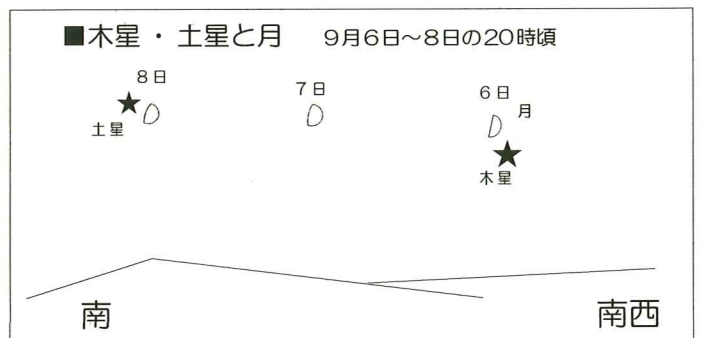 ■木星・土星と月　９月６日～８日の２０時頃
８日
７日
６日
月
土星
木星
南
南西